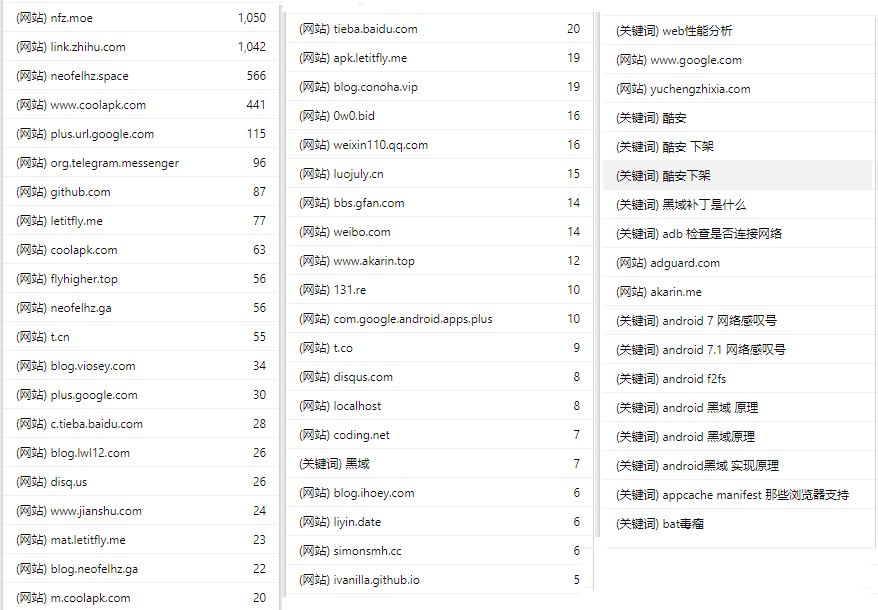 (网站) nfz.moe 1,050
(网站) link.zhihu.com 1,042
(网站) neofelhz.space 566
(网站) www.coolapk.com 441
(网站) plus.url.google.com 115
(网站) org.telegram.messenger 96
(网站) github.com 87
(网站) letitfly.me 77
(网站) coolapk.com 63
(网站) flyhigher.top 56
(网站) neofelhz.ga 56
(网站) t.cn 55
(网站) blog.viosey.com 34
(网站) plus.google.com 30
(网站) c.tieba.baidu.com 28
(网站) blog.lwl12.com 26
(网站) disq.us 26
(网站) www.jianshu.com 24
(网站) mat.letitfly.me 23
(网站) blog.neofelhz.ga 22
(网站) m.coolapk.com 20
(网站) tieba.baidu.com 20
(网站) apk.letitfly.me 19
(网站) blog.conoha.vip 19
(网站) 0w0.bid 16
(网站) weixin110.qq.com 16
(网站) luojuly.cn 15
(网站) bbs.gfan.com 14
(网站) weibo.com 14
(网站) www.akarin.top 12
(网站) 131.re 10
(网站) com.google.android.apps.plus 10
(网站) t.co 9
(网站) disqus.com 8
(网站) localhost 8
(网站) coding.net 7
(关键词) 黑域 7
(网站) blog.ihoey.com 6
(网站) liyin.date 6
(网站) simonsmh.cc 6
(网站) ivanilla.github.io 5
(关键词) web性能分析
(网站) www.google.com
(网站) yuchengzhixia.com
(关键词) 酷安
(关键词) 酷安 下架
(关键词) 酷安下架
(关键词) 黑域补丁是什么
(关键词) adb 检查是否连接网络
(网站) adguard.com
(网站) akarin.me
(关键词) android 7 网络感叹号
(关键词) android 7.1 网络感叹号
(关键词) android f2fs
(关键词) android 黑域 原理
(关键词) android 黑域原理
(关键词) android黑域 实现原理
(关键词) appcache manifest 那些浏览器支持
(关键词) bat毒瘤